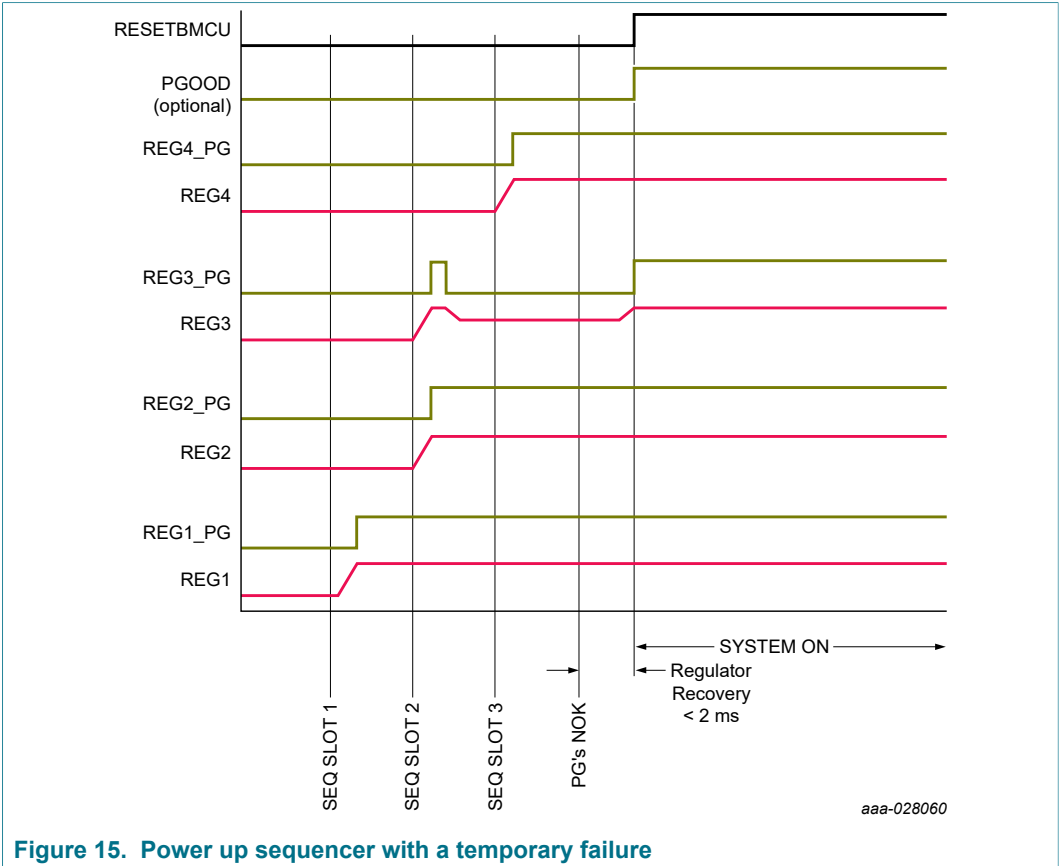 RESETBMCU
PGOOD
(optional)
REG4_PG
REG4
REG3_PG
REG3
REG2_PG
REG2
REG1_PG
REG1
SYSTEM ON
Regulator
Recovery
< 2 ms
SEQ SLOT 1
SEQ SLOT 2
SEQ SLOT 3
PG's NOK
aaa-028060
Figure 15. Power up sequencer with a temporary failure